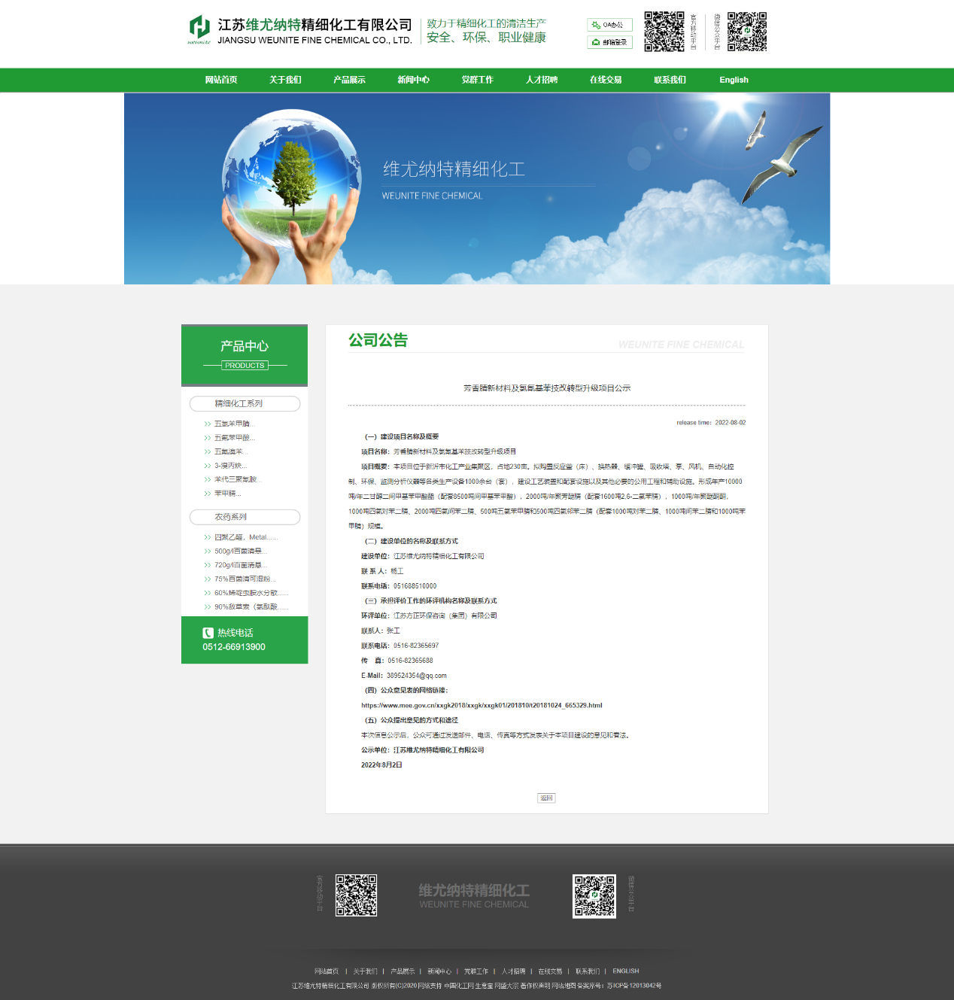 江苏维尤纳特精细化工有限公司
JIANGSU WEUNITE FINE CHEMICAL CO., LTD.
weunite
致力于精细化工的清洁生产
安全、环保、职业健康
OA办公
邮箱登录
官方移动平台
微信公众平台
网站首页 关于我们 产品展示 新闻中心 党群工作 人才招聘 在线交易 联系我们 English
维尤纳特精细化工
WEUNITE FINE CHEMICAL
产品中心
PRODUCTS
精细化工系列
五氯苯甲腈...
五氟苯甲酸...
五氟溴苯...
3-溴丙炔...
苯代三聚氰胺...
苯甲腈...
农药系列
四聚乙醛，Metal......
500g/l百菌清悬...
720g/l百菌清悬...
75%百菌清可湿粉...
60%烯啶虫胺水分散......
90%敌草索（氯酞酸......
热线电话
0512-66913900
公司公告
WEUNITE FINE CHEMICAL
芳香腈新材料及氯氟基苯技改转型升级项目公示
release time：2022-08-02
（一）建设项目名称及概要
项目名称：芳香腈新材料及氯氟基苯技改转型升级项目
项目概要：本项目位于新沂市化工产业集聚区，占地230亩。拟购置反应釜（床）、换热器、缓冲罐、吸收塔、泵、风机、自动化控
制、环保、监测分析仪器等各类生产设备1000余台（套），建设工艺装置和配套设施以及其他必要的公用工程和辅助设施。形成年产10000
吨/年二甘醇二间甲基苯甲酸酯（配套8500吨间甲基苯甲酸），2000吨/年聚芳醚腈（配套1600吨2,6-二氯苯腈），1000吨/年聚醚酮酮，
1000吨四氯对苯二腈、2000吨四氯间苯二腈、500吨五氯苯甲腈和500吨四氯邻苯二腈（配套1000吨对苯二腈、1000吨间苯二腈和1000吨苯
甲腈）规模。
（二）建设单位的名称及联系方式
建设单位：江苏维尤纳特精细化工有限公司
联 系 人：杨工
联系电话：051688510000
（三）承担评价工作的环评机构名称及联系方式
环评单位：江苏方正环保咨询（集团）有限公司
联系人：张工
联系电话：0516-82365697
传 真：0516-82365688
E-Mail：389524354@qq.com
（四）公众意见表的网络链接：
https://www.mee.gov.cn/xxgk2018/xxgk/xxgk01/201810/t20181024_665329.html
（五）公众提出意见的方式和途径
本次信息公示后，公众可通过发送邮件、电话、传真等方式发表关于本项目建设的意见和看法。
公示单位：江苏维尤纳特精细化工有限公司
2022年8月2日
返回
官方移动平台
维尤纳特精细化工
WEUNITE FINE CHEMICAL
微信公众平台
网站首页 | 关于我们 | 产品展示 | 新闻中心 | 党群工作 | 人才招聘 | 在线交易 | 联系我们 | ENGLISH
江苏维尤纳特精细化工有限公司 版权所有(C)2020 网络支持 中国化工网 生意宝 网盛大宗 著作权声明 网站地图 备案序号：苏ICP备12013042号